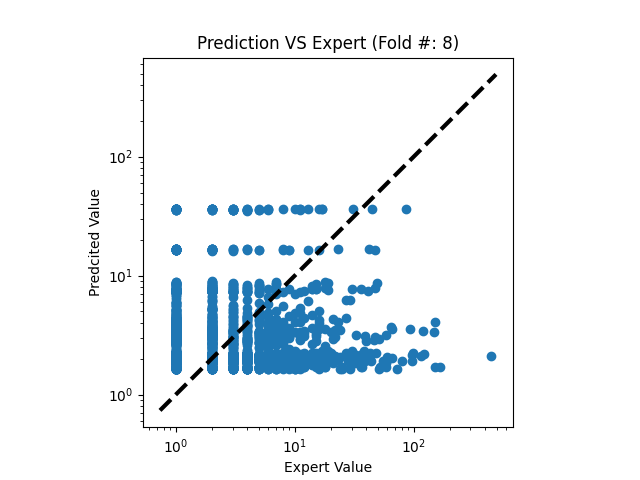 Prediction VS Expert (Fold #: 8)
10²
10¹
10⁰
Predcited Value
10⁰ 10¹ 10²
Expert Value